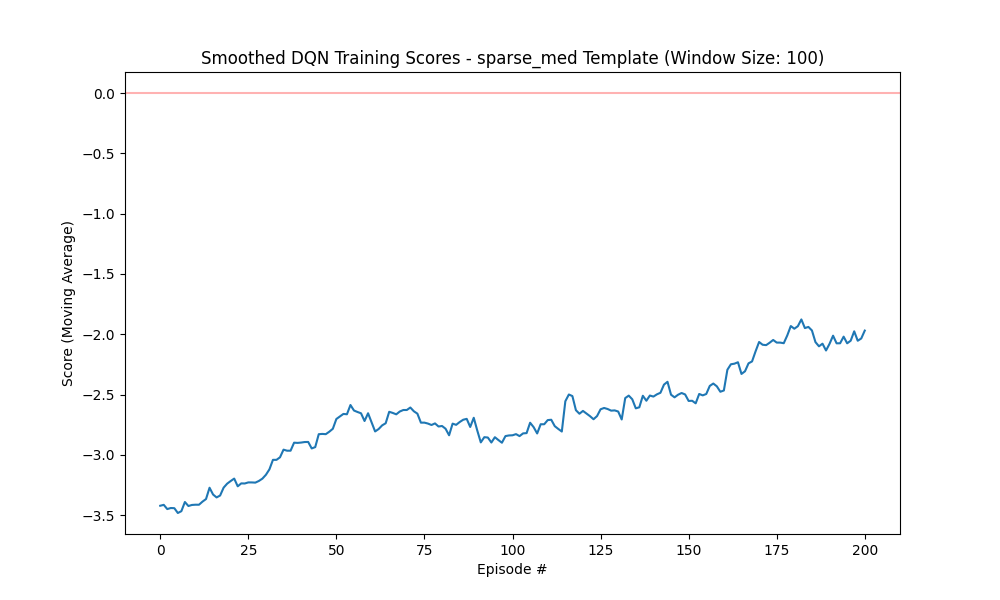 Smoothed DQN Training Scores - sparse_med Template (Window Size: 100)
0.0
−0.5
−1.0
−1.5
−2.0
−2.5
−3.0
−3.5
Score (Moving Average)
0 25 50 75 100 125 150 175 200
Episode #